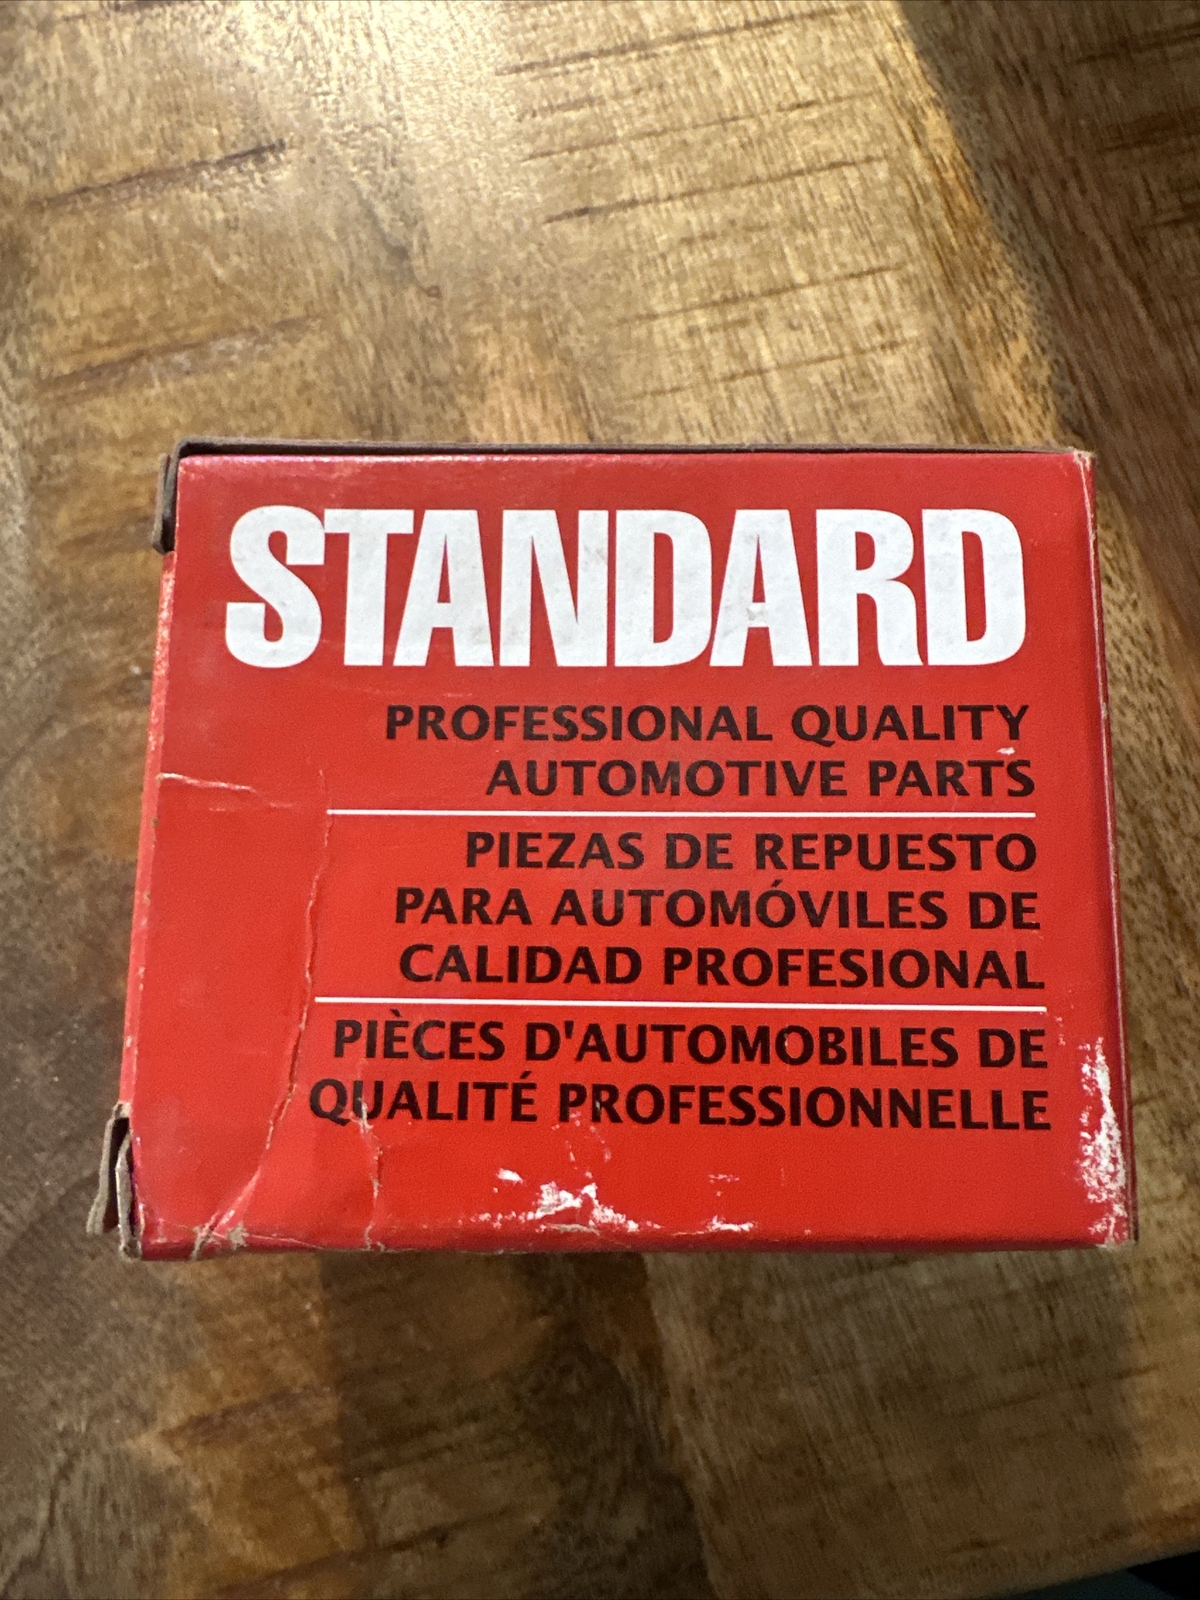 STANDARD
PROFESSIONAL QUALITY
AUTOMOTIVE PARTS
PIEZAS DE REPUESTO
PARA AUTOMÓVILES DE
CALIDAD PROFESIONAL
PIÈCES D'AUTOMOBILES DE
QUALITÉ PROFESSIONNELLE